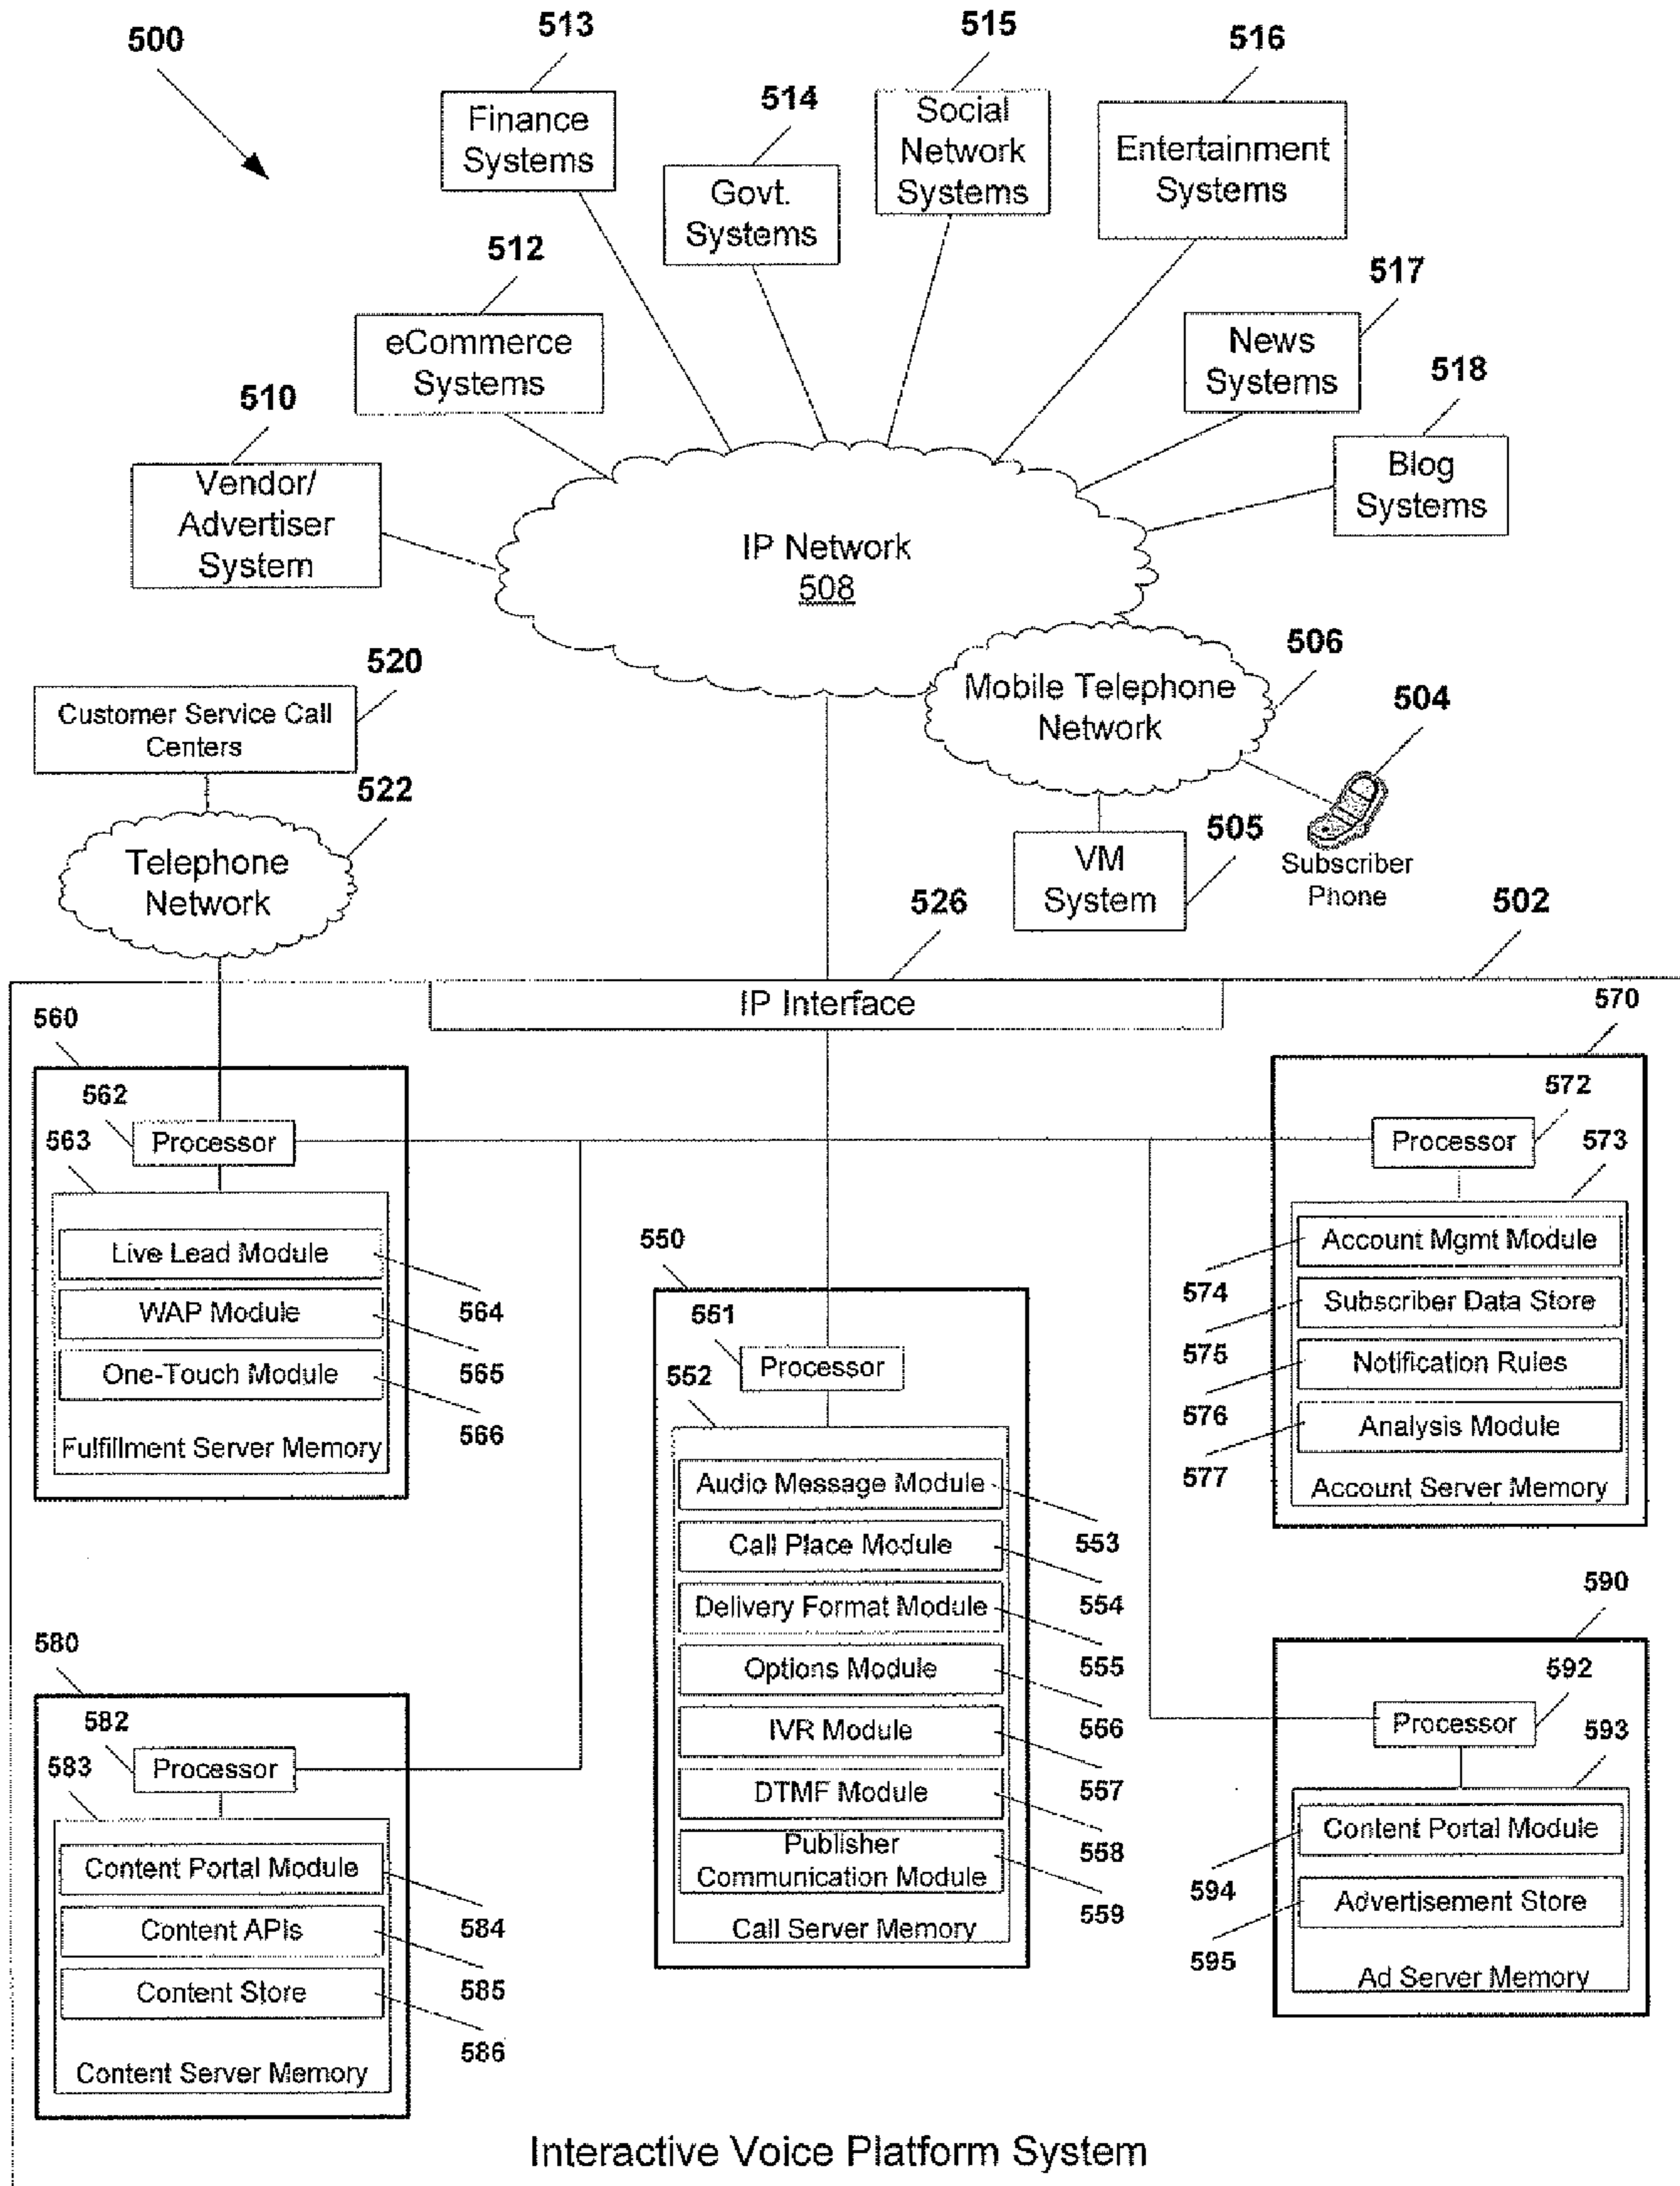 500
513
515
516
514
Finance
Systems
Social
Network
Systems
Entertainment
Systems
Govt.
Systems
512
517
eCommerce
Systems
News
Systems
518
510
Vendor/
Advertiser
System
Blog
Systems
IP Network
508
520
506
Customer Service Call
Centers
Mobile Telephone
Network
504
522
Telephone
Network
505
VM
System
Subscriber
Phone
526
502
IP Interface
560
570
562
572
563
Processor
Processor
573
Live Lead Module
564
WAP Module
565
One-Touch Module
566
Fulfillment Server Memory
Account Mgmt Module
574
Subscriber Data Store
575
Notification Rules
576
Analysis Module
577
Account Server Memory
550
551
552
Processor
Audio Message Module
553
Call Place Module
554
Delivery Format Module
555
Options Module
566
IVR Module
557
DTMF Module
558
Publisher
Communication Module
559
Call Server Memory
580
582
583
Processor
Content Portal Module
584
Content APIs
585
Content Store
586
Content Server Memory
590
592
Processor
593
Content Portal Module
594
Advertisement Store
595
Ad Server Memory
Interactive Voice Platform System